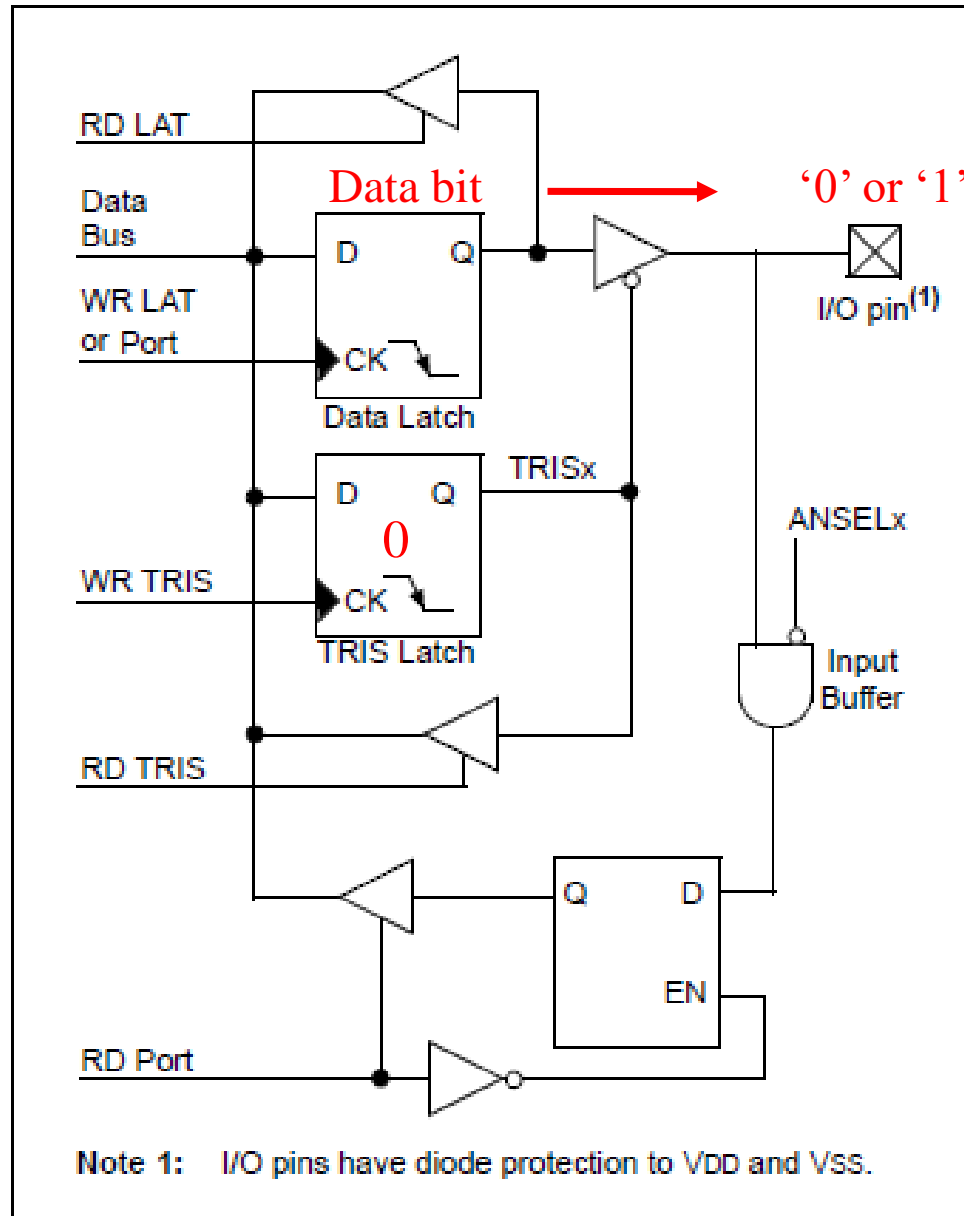 RD LAT
Data
Bus
Data bit
‘0’ or ‘1’
D Q
WR LAT
or Port
CK
I/O pin(1)
Data Latch
TRISx
D Q
0
ANSELx
WR TRIS
CK
TRIS Latch
Input
Buffer
RD TRIS
Q D
EN
RD Port
Note 1: I/O pins have diode protection to VDD and VSS.